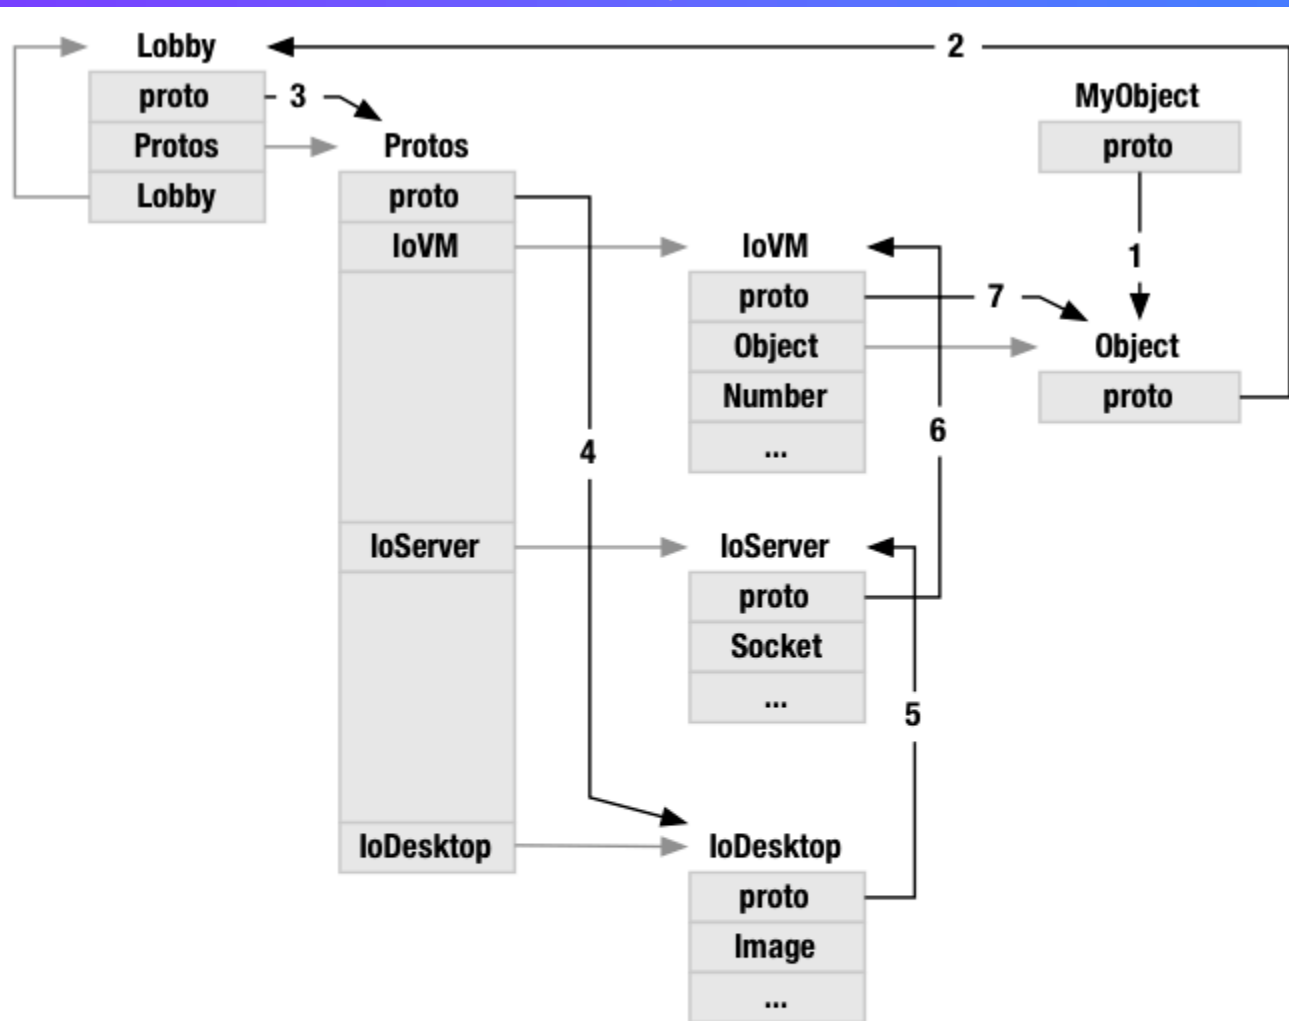 Lobby
2
proto
3
MyObject
Protos
Protos
proto
Lobby
proto
IoVM
IoVM
1
proto
7
Object
Object
Number
proto
6
...
4
IoServer
IoServer
proto
Socket
...
5
IoDesktop
IoDesktop
proto
Image
...